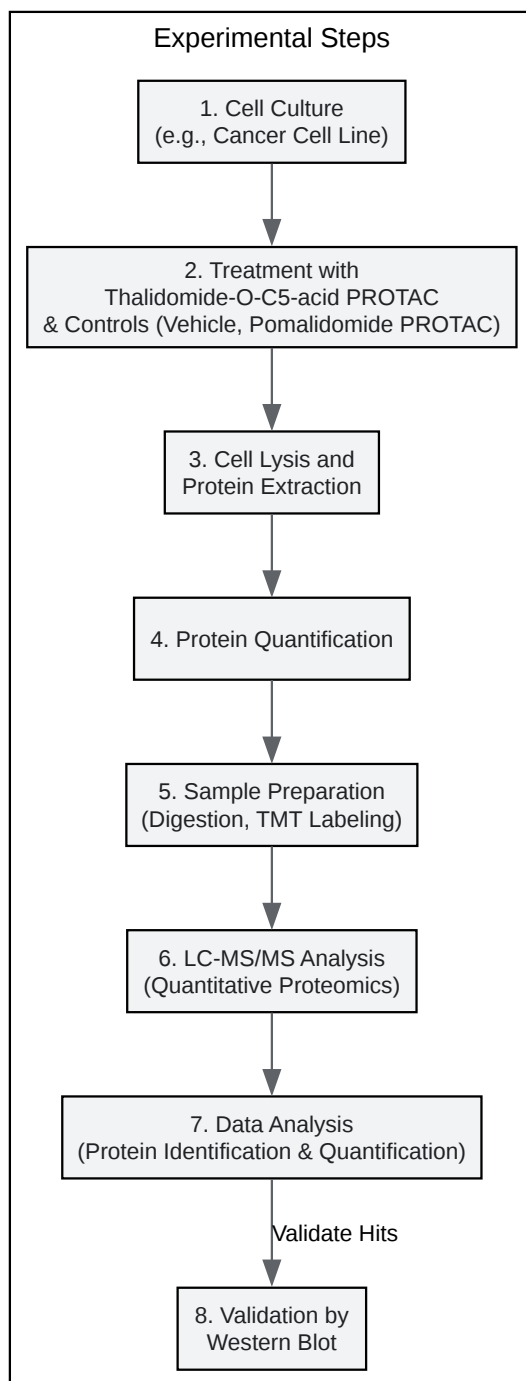 Experimental Steps
1. Cell Culture
(e.g., Cancer Cell Line)
2. Treatment with
Thalidomide-O-C5-acid PROTAC
& Controls (Vehicle, Pomalidomide PROTAC)
3. Cell Lysis and
Protein Extraction
4. Protein Quantification
5. Sample Preparation
(Digestion, TMT Labeling)
6. LC-MS/MS Analysis
(Quantitative Proteomics)
7. Data Analysis
(Protein Identification & Quantification)
Validate Hits
8. Validation by
Western Blot